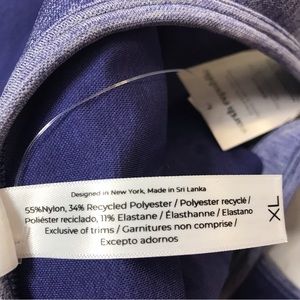 Designed in New York, Made in Sri Lanka
55%Nylon, 34% Recycled Polyester / Polyester recyclé /
Poliéster reciclado, 11% Elastane / Élasthanne / Elastano
Exclusive of trims / Garnitures non comprise /
Excepto adornos
XL